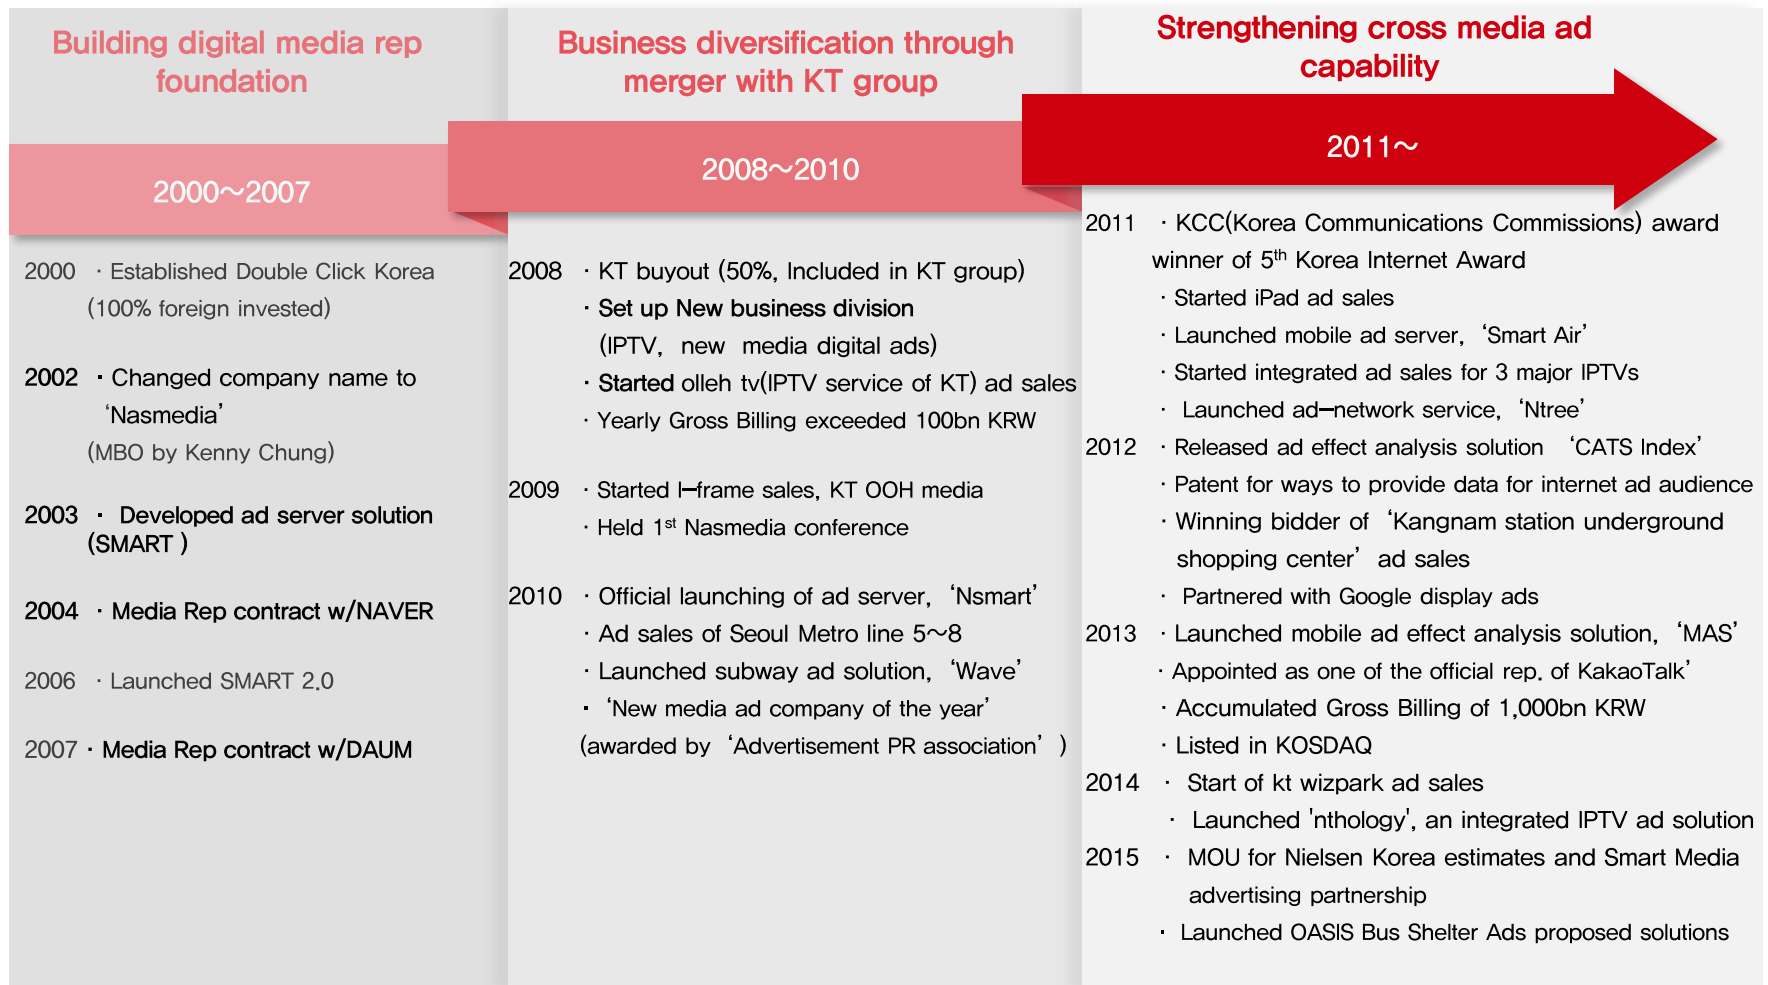 Building digital media rep
foundation
2000～2007
2000 · Established Double Click Korea
(100% foreign invested)
2002 · Changed company name to
‘Nasmedia’
(MBO by Kenny Chung)
2003 · Developed ad server solution
(SMART )
2004 · Media Rep contract w/NAVER
2006 · Launched SMART 2.0
2007 · Media Rep contract w/DAUM
Business diversification through
merger with KT group
2008～2010
2008 · KT buyout (50%, Included in KT group)
· Set up New business division
(IPTV, new media digital ads)
· Started olleh tv(IPTV service of KT) ad sales
· Yearly Gross Billing exceeded 100bn KRW
2009 · Started I-frame sales, KT OOH media
· Held 1st Nasmedia conference
2010 · Official launching of ad server, ‘Nsmart’
· Ad sales of Seoul Metro line 5～8
· Launched subway ad solution, ‘Wave’
· ‘New media ad company of the year’
(awarded by ‘Advertisement PR association’ )
Strengthening cross media ad
capability
2011～
2011 · KCC(Korea Communications Commissions) award
winner of 5th Korea Internet Award
· Started iPad ad sales
· Launched mobile ad server, ‘Smart Air’
· Started integrated ad sales for 3 major IPTVs
· Launched ad-network service, ‘Ntree’
2012 · Released ad effect analysis solution ‘CATS Index’
· Patent for ways to provide data for internet ad audience
· Winning bidder of ‘Kangnam station underground
shopping center’ ad sales
· Partnered with Google display ads
2013 · Launched mobile ad effect analysis solution, ‘MAS’
· Appointed as one of the official rep. of KakaoTalk’
· Accumulated Gross Billing of 1,000bn KRW
· Listed in KOSDAQ
2014 · Start of kt wizpark ad sales
· Launched 'nthology', an integrated IPTV ad solution
2015 · MOU for Nielsen Korea estimates and Smart Media
advertising partnership
· Launched OASIS Bus Shelter Ads proposed solutions